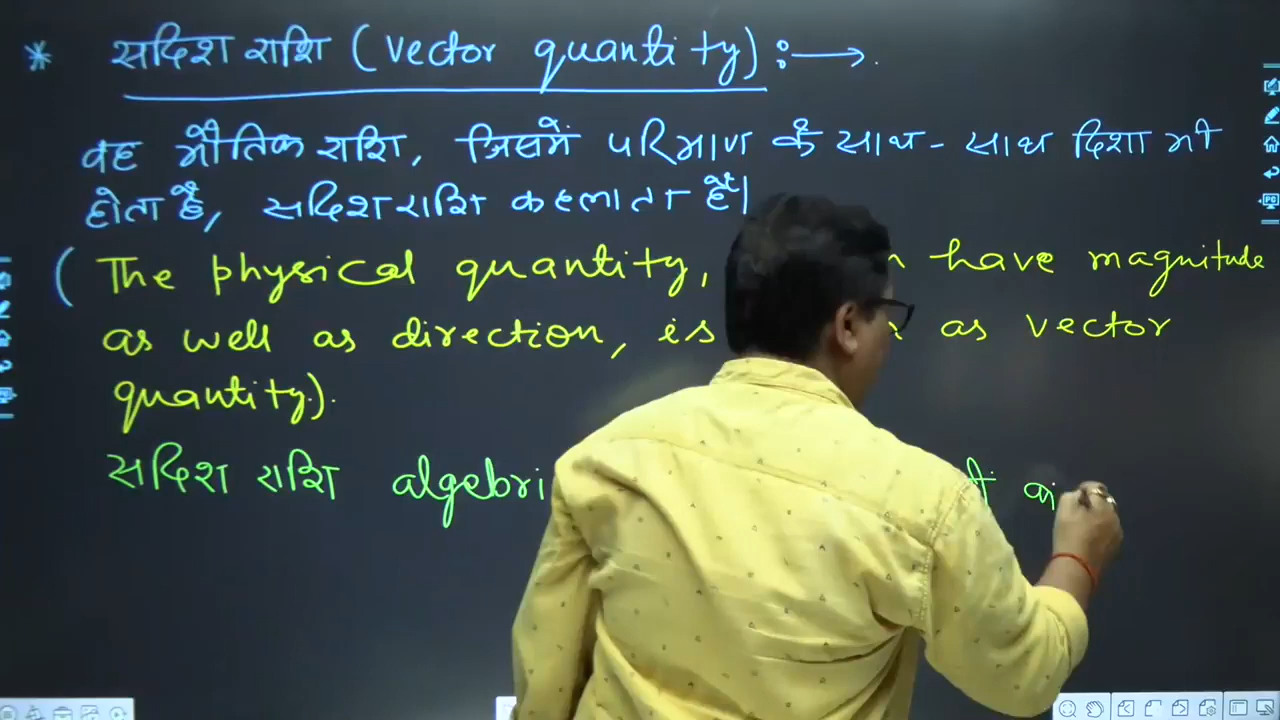 * सदिश राशि (vector quantity) :→.
वह भौतिक राशि, जिसमें परिमाण के साथ - साथ दिशा भी
होता है, सदिश राशि कहलाता है।
( The physical quantity, have magnitude
as well as direction, is as vector
quantity).
सदिश राशि algebri